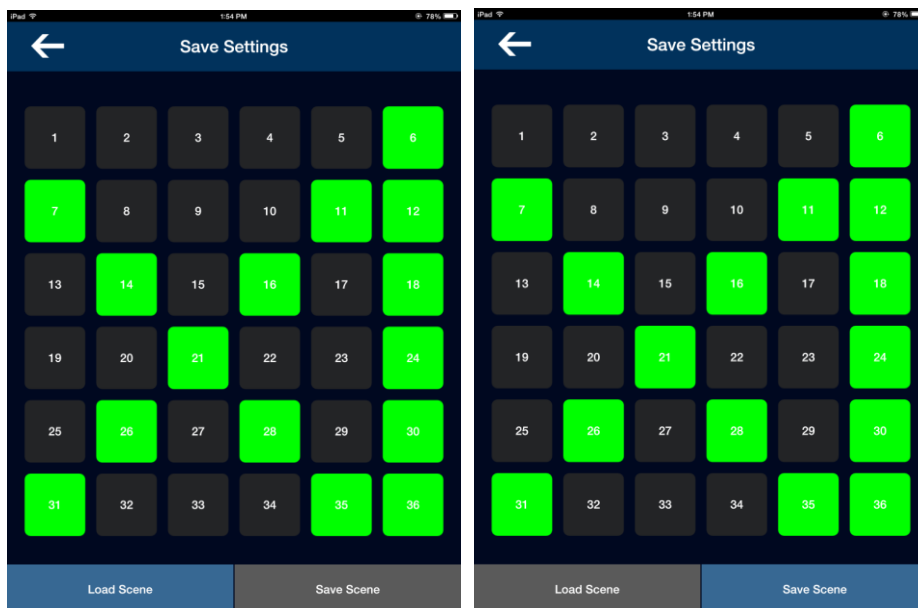 iPad 1:54 PM 78%
Save Settings
1 2 3 4 5 6
7 8 9 10 11 12
13 14 15 16 17 18
19 20 21 22 23 24
25 26 27 28 29 30
31 32 33 34 35 36
Load Scene Save Scene
iPad 1:54 PM 78%
Save Settings
1 2 3 4 5 6
7 8 9 10 11 12
13 14 15 16 17 18
19 20 21 22 23 24
25 26 27 28 29 30
31 32 33 34 35 36
Load Scene Save Scene